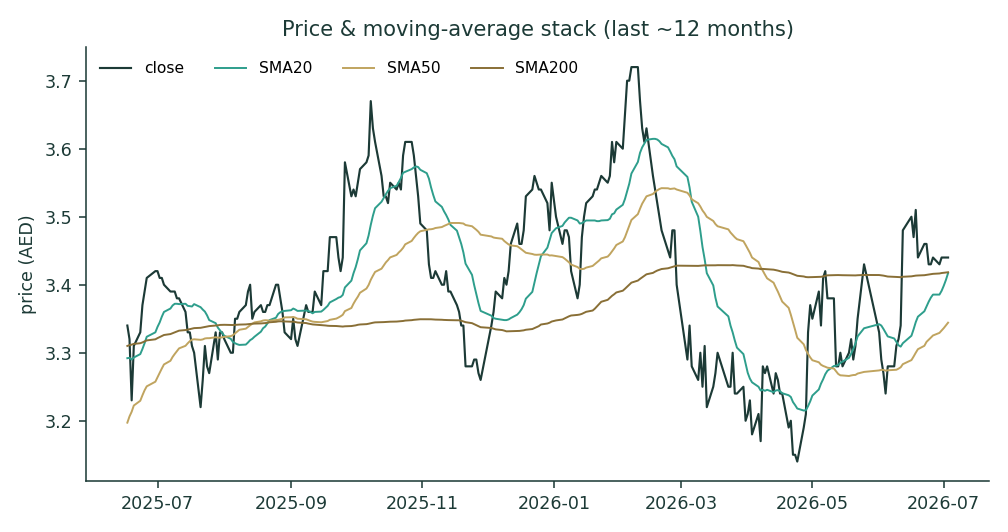 Price & moving-average stack (last ~12 months)
close SMA20 SMA50 SMA200
price (AED)
3.7
3.6
3.5
3.4
3.3
3.2
2025-07 2025-09 2025-11 2026-01 2026-03 2026-05 2026-07